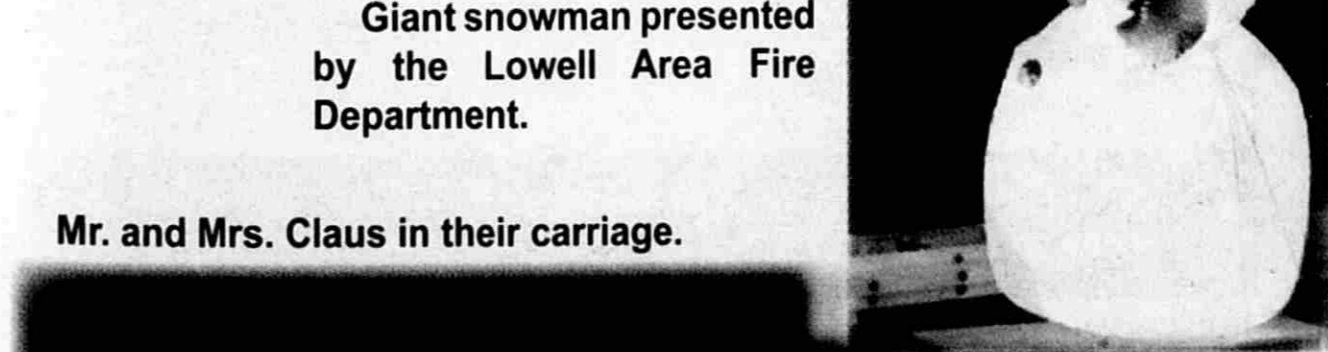 Giant snowman presented
by the Lowell Area Fire
Department.
Mr. and Mrs. Claus in their carriage.